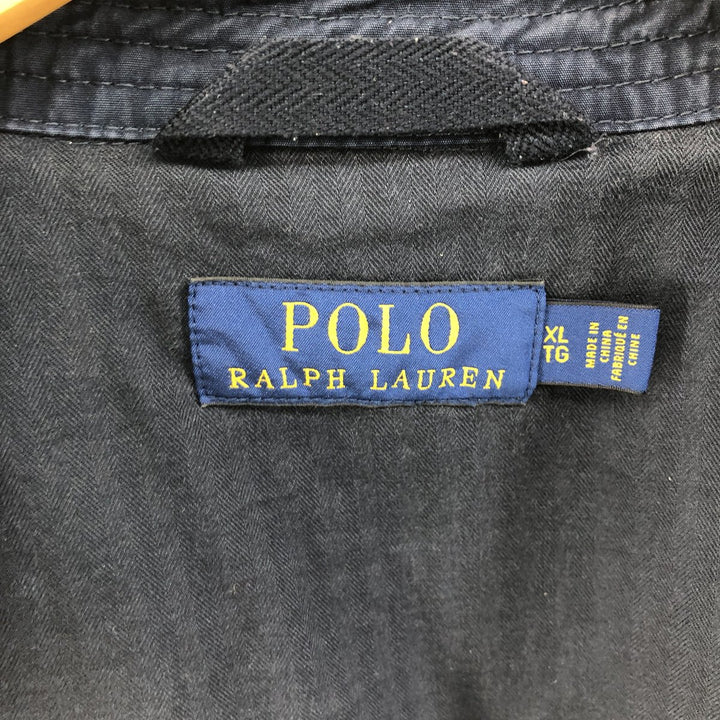 POLO
RALPH LAUREN
XL
TG
MADE IN
CHINA
FABRIQUÉ EN
CHINE